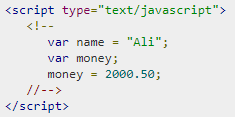 <script type="text/javascript">
<!--
var name = "Ali";
var money;
money = 2000.50;
//-->
</script>